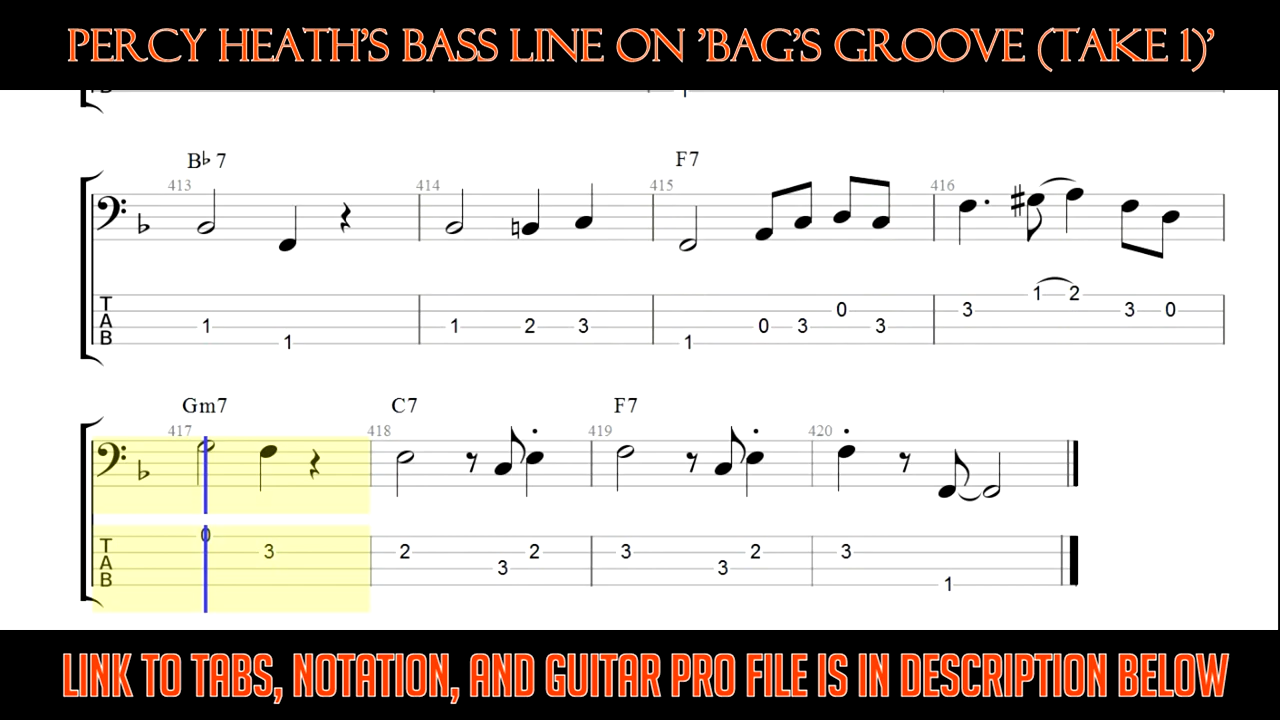 PERCY HEATH'S BASS LINE ON 'BAG'S GROOVE (TAKE 1)'
B♭7 F7
413 414 415 416
1 2
3 0 3 3 0
T
A 1 1 2 3 0 3 3
B 1 1
Gm7 C7 F7
417 418 419 420
0
T 3 2 2 3 2 3
A 3 3
B 1
LINK TO TABS, NOTATION, AND GUITAR PRO FILE IS IN DESCRIPTION BELOW